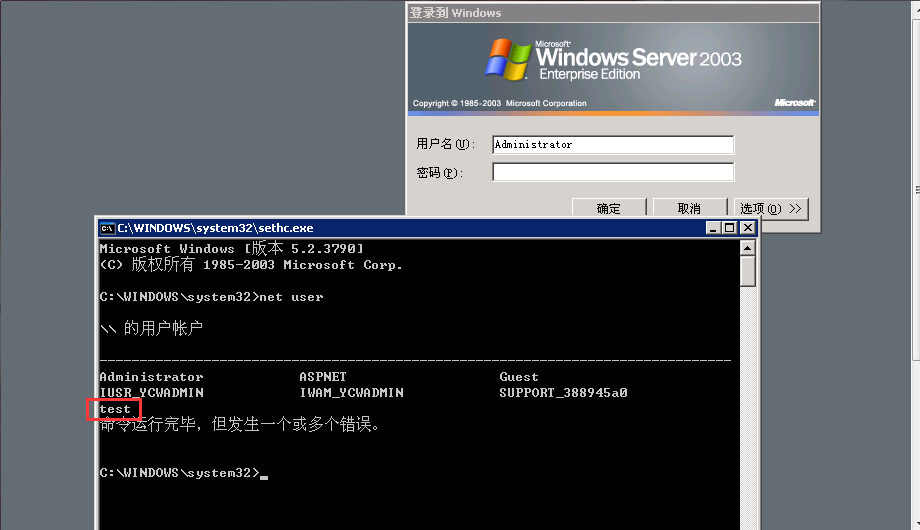 登录到 Windows
Microsoft®
Windows Server 2003
Enterprise Edition
Copyright © 1985-2003 Microsoft Corporation
Microsoft
用户名(U):
Administrator
密码(P):
确定
取消
选项(O) >>
C:\WINDOWS\system32\sethc.exe
Microsoft Windows [版本 5.2.3790]
(C) 版权所有 1985-2003 Microsoft Corp.
C:\WINDOWS\system32>net user
\\ 的用户帐户
-------------------------------------------------------------------------------
Administrator ASPNET Guest
IUSR_YCWADMIN IWAM_YCWADMIN SUPPORT_388945a0
test
命令运行完毕，但发生一个或多个错误。
C:\WINDOWS\system32>_